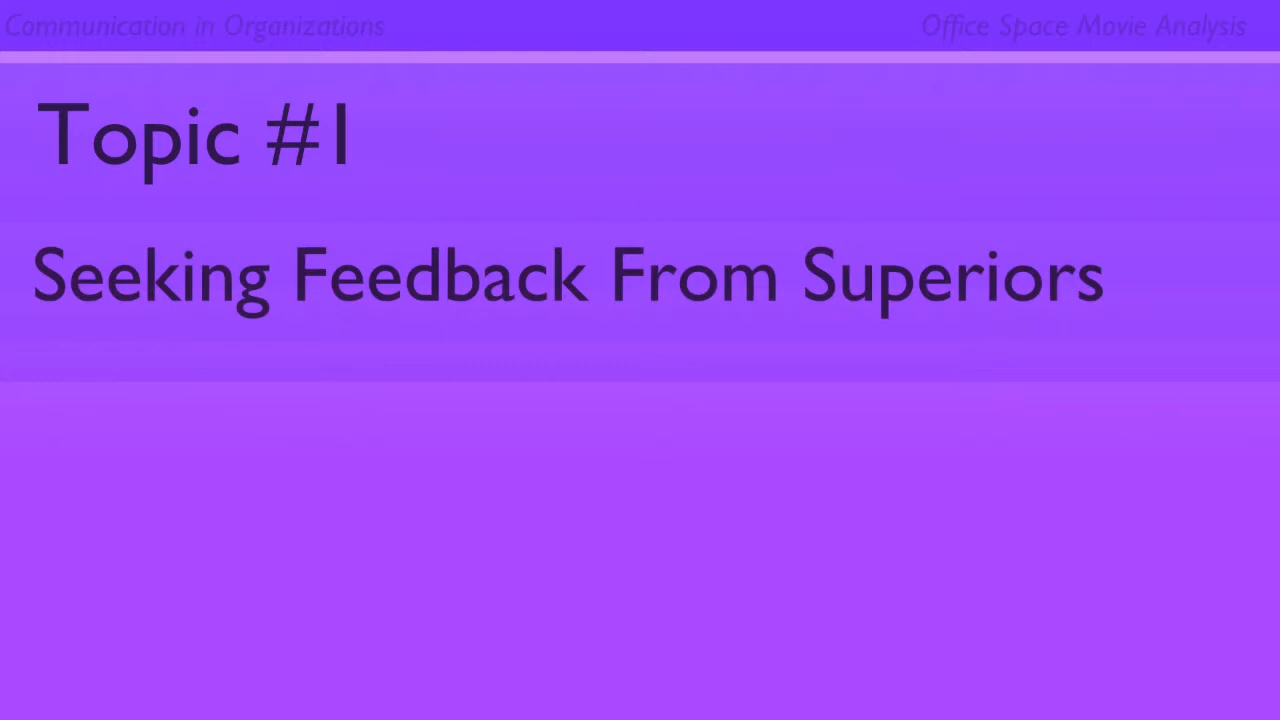 Communication in Organizations
Office Space Movie Analysis
Topic #1
Seeking Feedback From Superiors